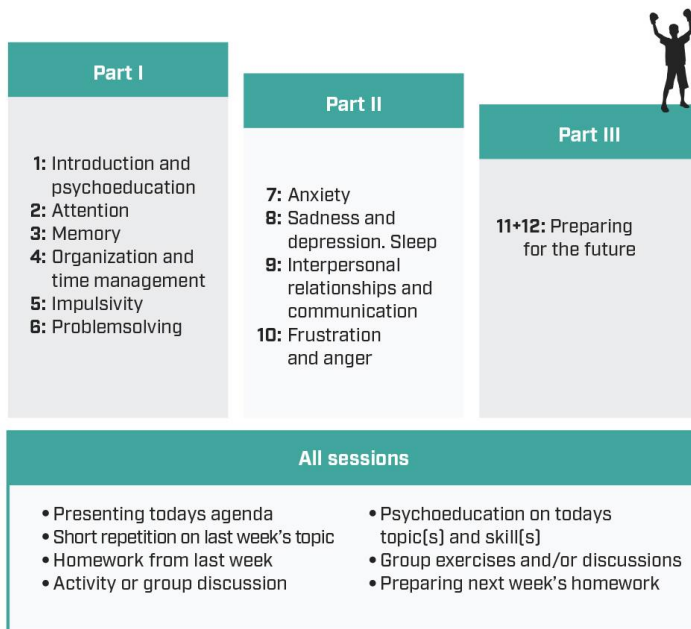 Part I
1: Introduction and
psychoeducation
2: Attention
3: Memory
4: Organization and
time management
5: Impulsivity
6: Problemsolving
Part II
7: Anxiety
8: Sadness and
depression. Sleep
9: Interpersonal
relationships and
communication
10: Frustration
and anger
Part III
11+12: Preparing
for the future
All sessions
• Presenting todays agenda
• Short repetition on last week's topic
• Homework from last week
• Activity or group discussion
• Psychoeducation on todays
topic(s) and skill(s)
• Group exercises and/or discussions
• Preparing next week's homework